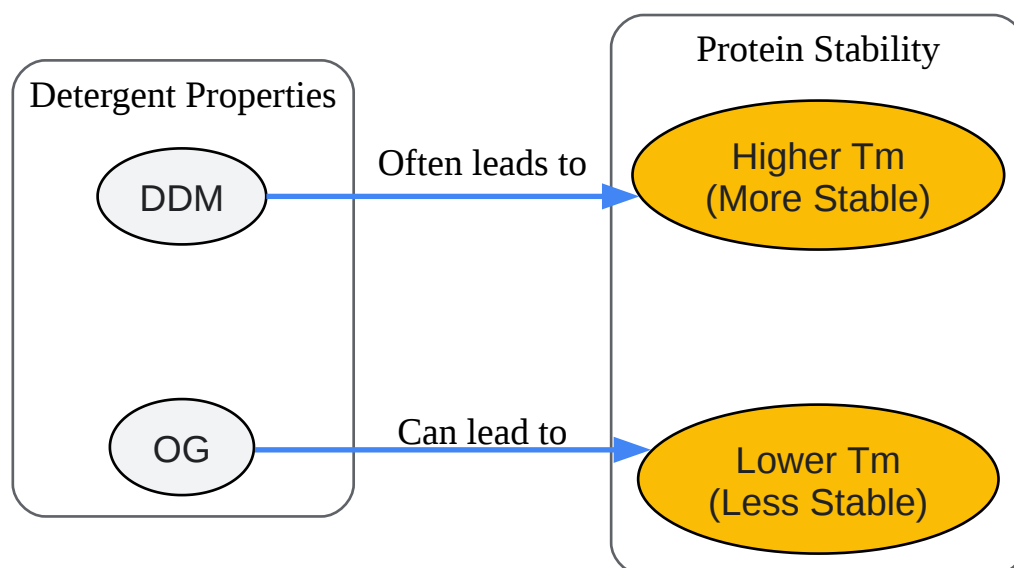 Protein Stability
Detergent Properties
DDM
Often leads to
Higher Tm
(More Stable)
OG
Can lead to
Lower Tm
(Less Stable)